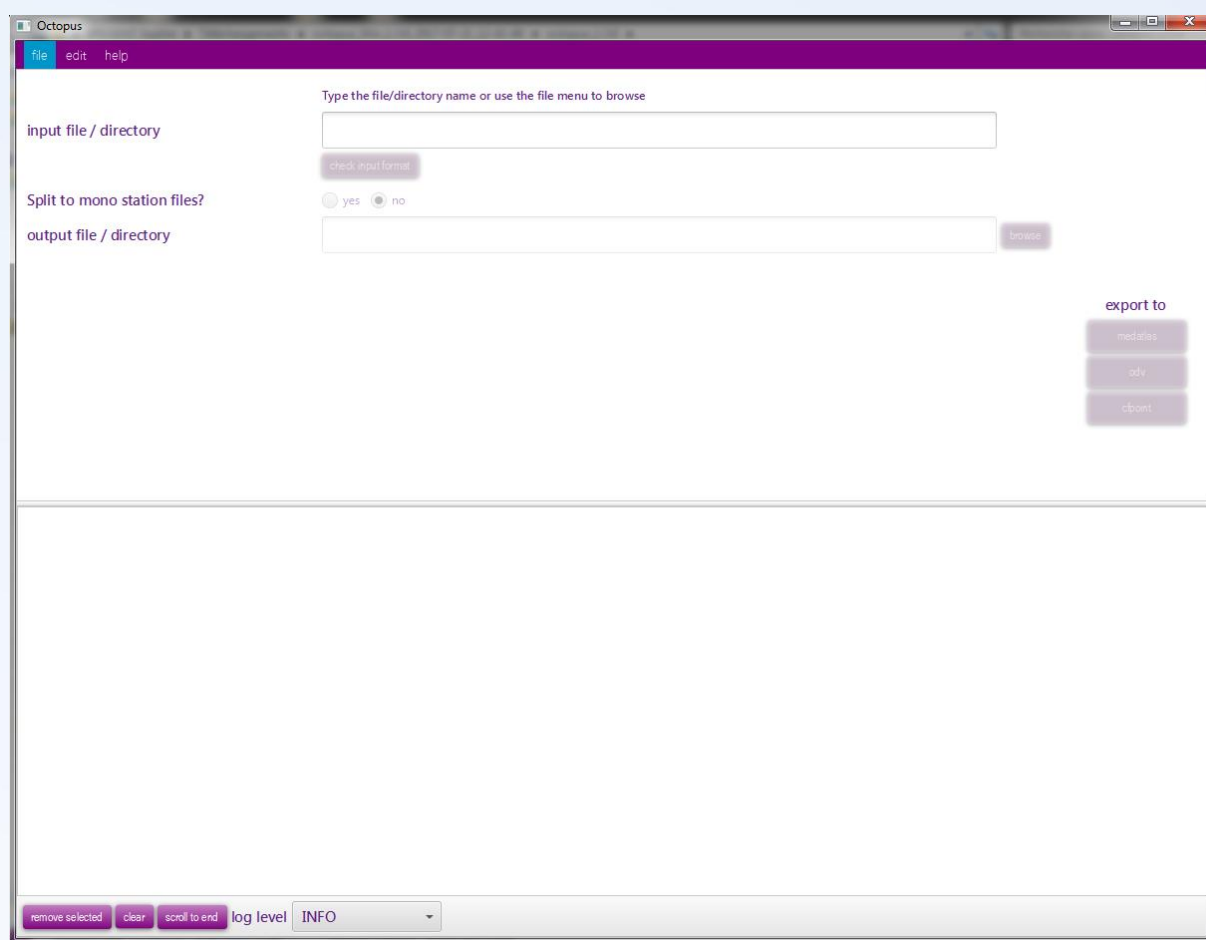 Octopus
file edit help
Type the file/directory name or use the file menu to browse
input file / directory
check input format
Split to mono station files? yes no
output file / directory browse
export to
medatlas
odv
cfpoint
remove selected clear scroll to end log level INFO